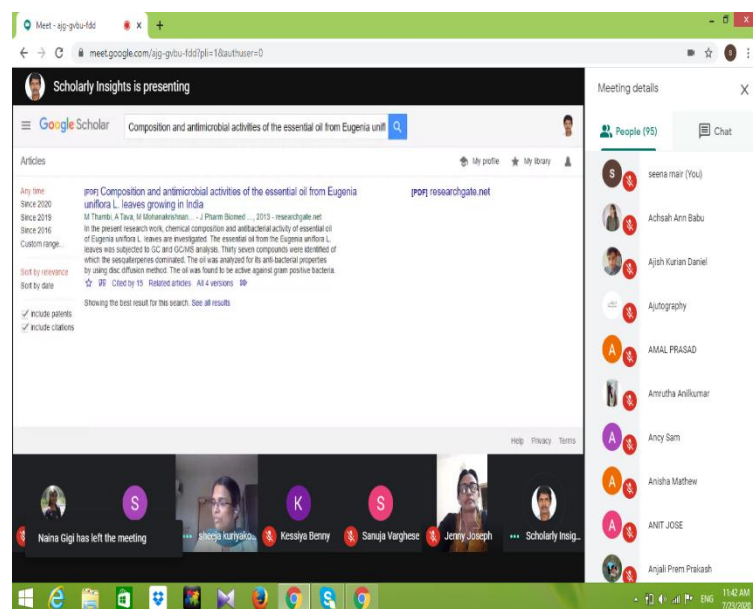 Meet - ajg-gvbu-fdd
meet.google.com/ajg-gvbu-fdd?pli=1&authuser=0
Scholarly Insights is presenting
Google Scholar
Composition and antimicrobial activities of the essential oil from Eugenia unifl
Articles
My profile
My library
Any time
Since 2020
Since 2019
Since 2016
Custom range...
Sort by relevance
Sort by date
include patents
include citations
[PDF] Composition and antimicrobial activities of the essential oil from Eugenia
uniflora L. leaves growing in India
M Thambi, A Tava, M Mohanakrishnan... - J Pharm Biomed ..., 2013 - researchgate.net
In the present research work, chemical composition and antibacterial activity of essential oil
of Eugenia uniflora L. leaves are investigated. The essential oil from the Eugenia uniflora L.
leaves was subjected to GC and GC/MS analysis. Thirty seven compounds were identified of
which the sesquiterpenes dominated. The oil was analyzed for its anti-bacterial properties
by using disc diffusion method. The oil was found to be active against gram positive bacteria.
Cited by 15 Related articles All 4 versions
[PDF] researchgate.net
Showing the best result for this search. See all results
Help Privacy Terms
Naina Gigi has left the meeting
S
sheeja kuriyako...
K
Kessiya Benny
S
Sanuja Varghese
Jenny Joseph
Scholarly Insig...
Meeting details
People (95)
Chat
S
seena mair (You)
Achsah Ann Babu
Ajish Kurian Daniel
Ajutography
A
AMAL PRASAD
Amrutha Anilkumar
A
Ancy Sam
A
Anisha Mathew
A
ANIT JOSE
Anjali Prem Prakash
ENG
11:42 AM
7/23/2020